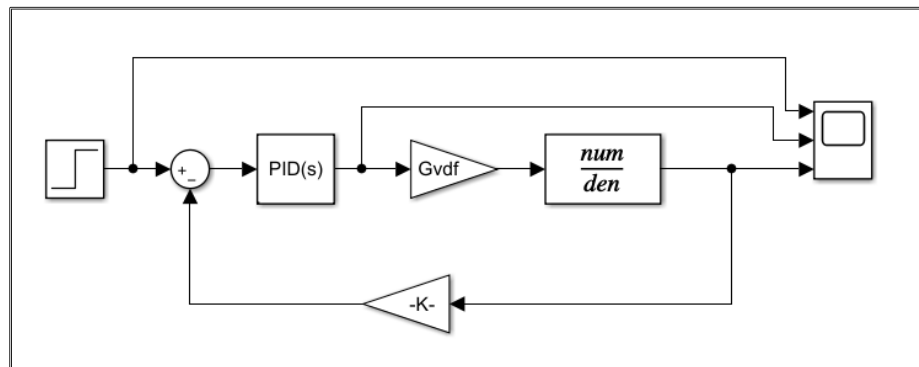 +
−
PID(s)
Gvdf
num
den
-K-